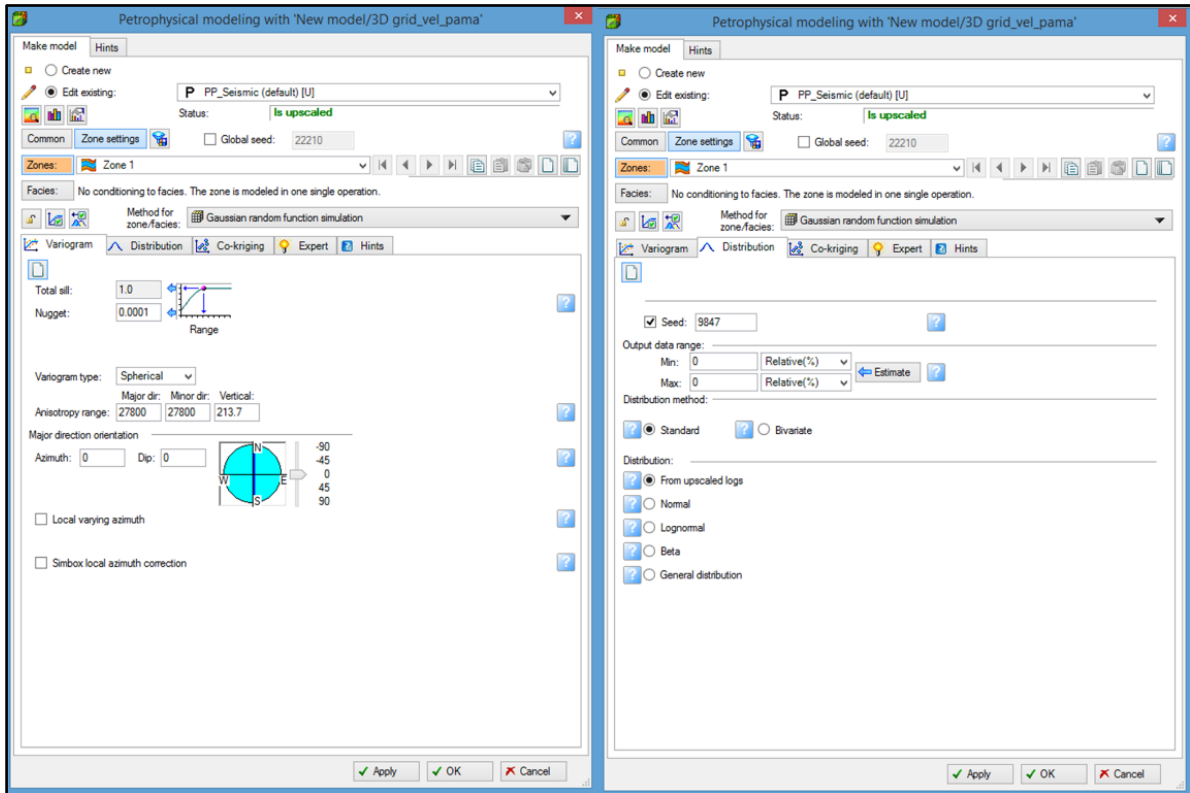 Petrophysical modeling with 'New model/3D grid_vel_pama'
Make model Hints
Create new
Edit existing: P PP_Seismic (default) [U]
Status: Is upscaled
Common Zone settings Global seed: 22210
Zones: Zone 1
Facies: No conditioning to facies. The zone is modeled in one single operation.
Method for zone/facies: Gaussian random function simulation
Variogram Distribution Co-kriging Expert Hints
Total sill: 1.0
Nugget: 0.0001
Range
Variogram type: Spherical
Major dir: Minor dir: Vertical:
Anisotropy range: 27800 27800 213.7
Major direction orientation
Azimuth: 0 Dip: 0
N
W E
S
-90
-45
0
45
90
Local varying azimuth
Simbox local azimuth correction
Apply OK Cancel
Petrophysical modeling with 'New model/3D grid_vel_pama'
Make model Hints
Create new
Edit existing: P PP_Seismic (default) [U]
Status: Is upscaled
Common Zone settings Global seed: 22210
Zones: Zone 1
Facies: No conditioning to facies. The zone is modeled in one single operation.
Method for zone/facies: Gaussian random function simulation
Variogram Distribution Co-kriging Expert Hints
Seed: 9847
Output data range:
Min: 0 Relative(%)
Max: 0 Relative(%)
Estimate
Distribution method:
Standard Bivariate
Distribution:
From upscaled logs
Normal
Lognormal
Beta
General distribution
Apply OK Cancel